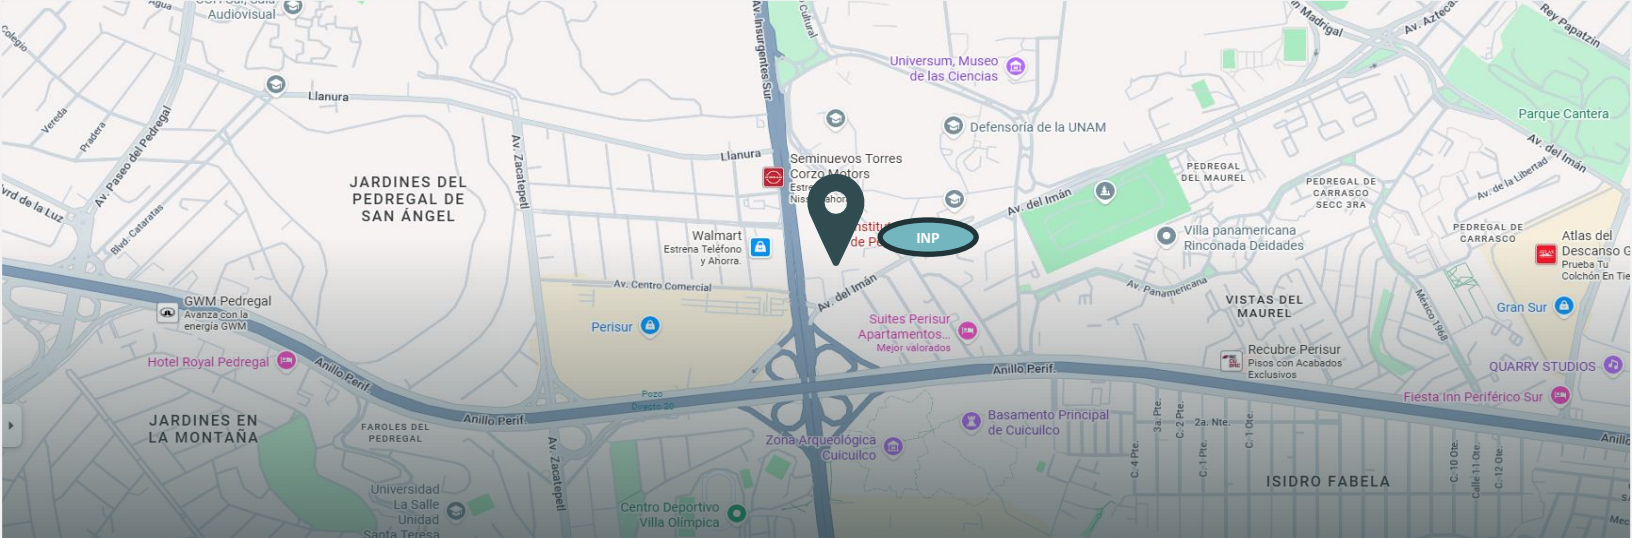 Audiovisual
Agua
Colegio
Llanura
Vereda
Pradera
Av. Paseo del Pedregal
Blvd. Cataratas
vrd de la Luz
JARDINES DEL
PEDREGAL DE
SAN ÁNGEL
Av. Zacatepetl
Av. Insurgentes Sur
Cultural
Universum, Museo
de las Ciencias
Defensoría de la UNAM
Llanura
Seminuevos Torres
Corzo Motors
Walmart
Estrena Teléfono
y Ahorra.
INP
Av. Centro Comercial
Perisur
Av. del Imán
Av. del Imán
Suites Perisur
Apartamentos...
Mejor valorados
GWM Pedregal
Avanza con la
energía GWM
Hotel Royal Pedregal
Anillo Perif.
Anillo Perif.
Anillo Perif.
JARDINES EN
LA MONTAÑA
FAROLES DEL
PEDREGAL
Pozo
Directo 20
Av. Zacatepetl
Universidad
La Salle
Unidad
Santa Teresa
Zona Arqueológica
Cuicuilco
Basamento Principal
de Cuicuilco
Centro Deportivo
Villa Olímpica
n Madrigal
Av. Azteca
Rey Papatzin
Parque Cantera
Av. del Imán
Av. de la Libertad
PEDREGAL
DEL MAUREL
PEDREGAL DE
CARRASCO
SECC 3RA
PEDREGAL DE
CARRASCO
Villa panamericana
Rinconada Deidades
Av. Panamericana
VISTAS DEL
MAUREL
México 1968
Atlas del
Descanso G
Prueba Tu
Colchón En Tie
Gran Sur
Recubre Perisur
Pisos con Acabados
Exclusivos
QUARRY STUDIOS
Fiesta Inn Periférico Sur
Anillo
3a. Pte.
C. 2 Pte.
2a. Nte.
C. 1 Ote.
C. 4 Pte.
C. 1 Pte.
C. 10 Ote.
Calle 11 Ote.
C. 12 Ote.
ISIDRO FABELA